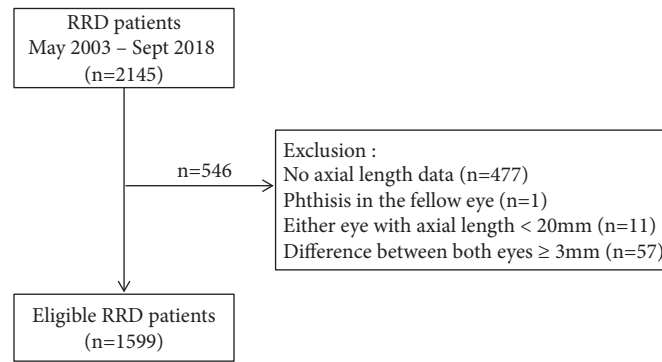 RRD patients
May 2003 – Sept 2018
(n=2145)
n=546
Exclusion :
No axial length data (n=477)
Phthisis in the fellow eye (n=1)
Either eye with axial length < 20mm (n=11)
Difference between both eyes ≥ 3mm (n=57)
Eligible RRD patients
(n=1599)